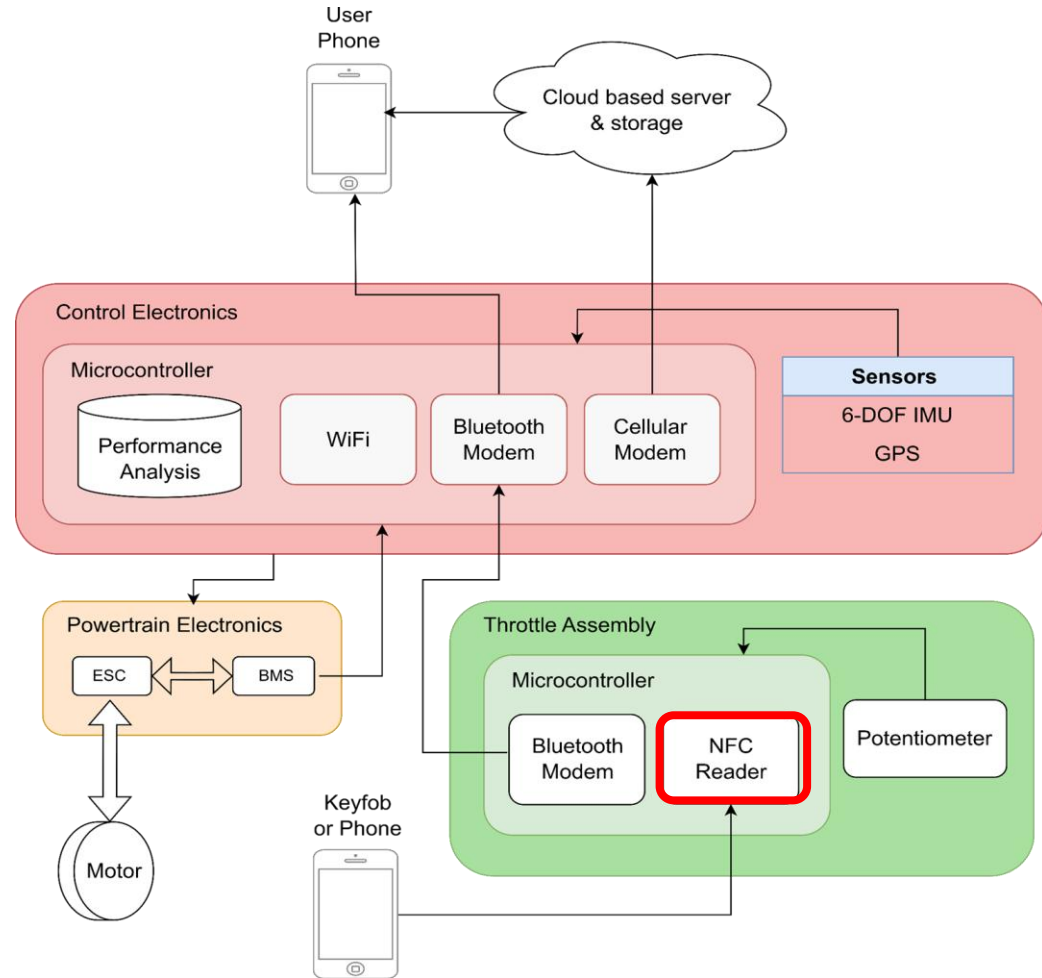 User
Phone
Cloud based server
& storage
Control Electronics
Microcontroller
Performance
Analysis
WiFi
Bluetooth
Modem
Cellular
Modem
Sensors
6-DOF IMU
GPS
Powertrain Electronics
ESC
BMS
Motor
Throttle Assembly
Microcontroller
Bluetooth
Modem
NFC
Reader
Potentiometer
Keyfob
or Phone